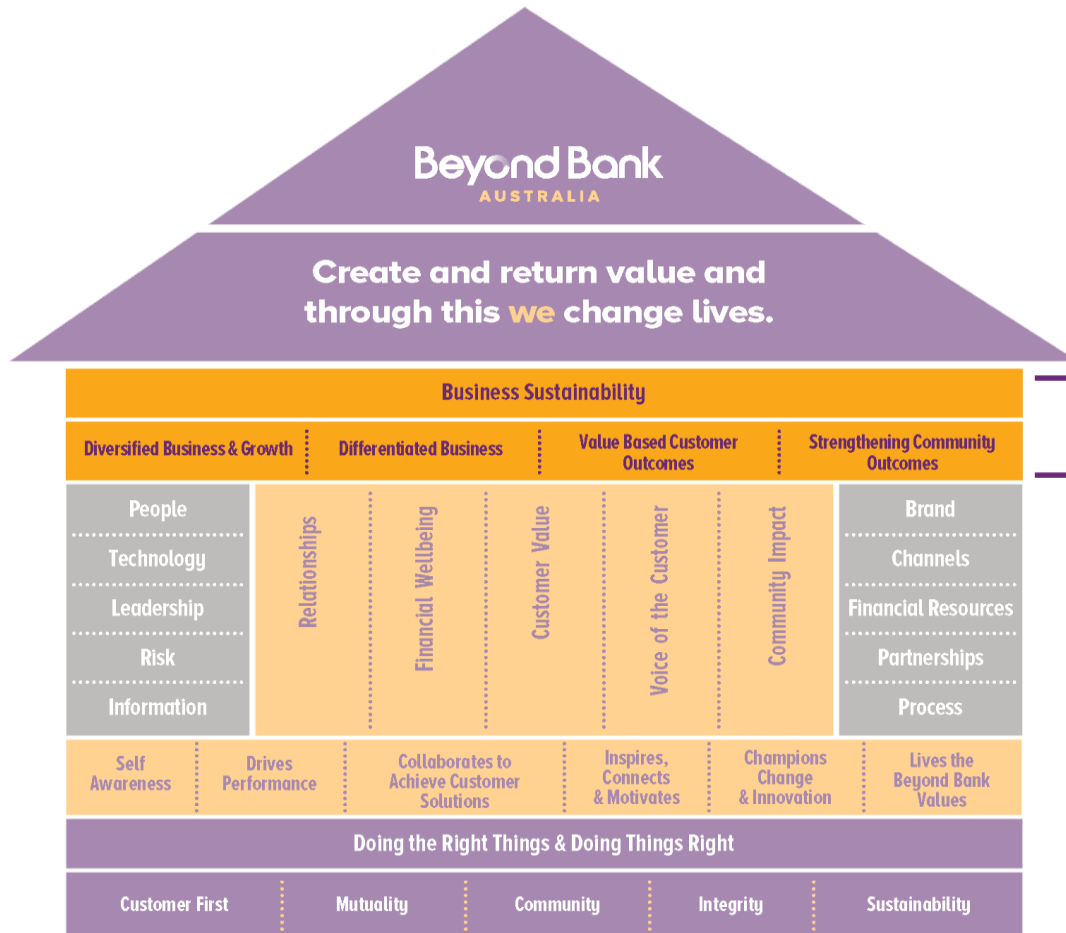 Beyond Bank
AUSTRALIA
Create and return value and
through this we change lives.
Business Sustainability
Diversified Business & Growth
Differentiated Business
Value Based Customer
Outcomes
Strengthening Community
Outcomes
People
Technology
Leadership
Risk
Information
Relationships
Financial Wellbeing
Customer Value
Voice of the Customer
Community Impact
Brand
Channels
Financial Resources
Partnerships
Process
Self
Awareness
Drives
Performance
Collaborates to
Achieve Customer
Solutions
Inspires,
Connects
& Motivates
Champions
Change
& Innovation
Lives the
Beyond Bank
Values
Doing the Right Things & Doing Things Right
Customer First
Mutuality
Community
Integrity
Sustainability